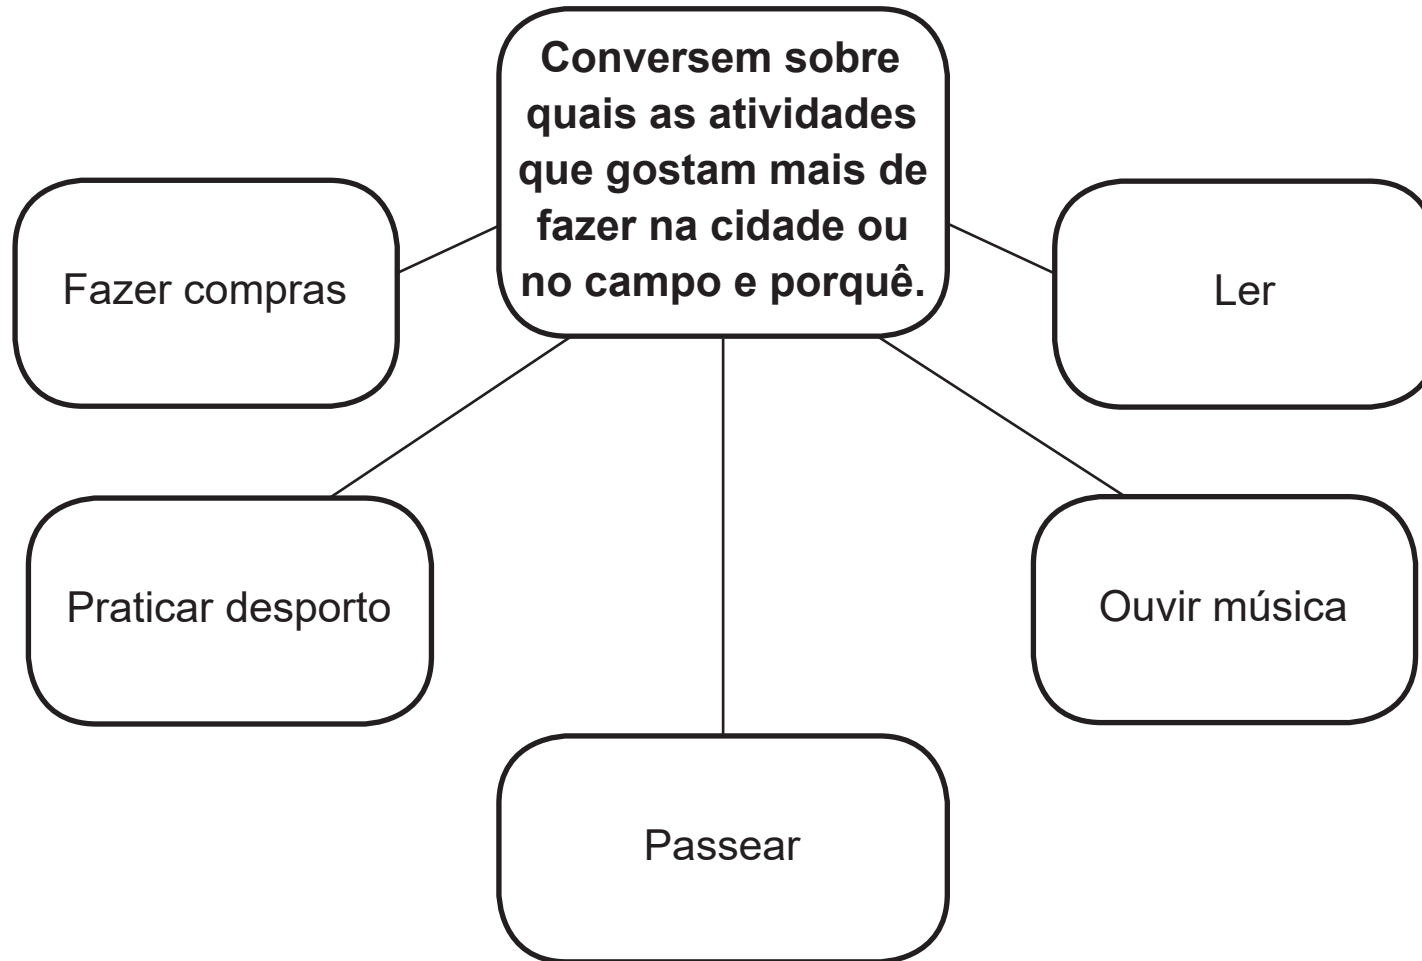 Conversem sobre
quais as atividades
que gostam mais de
fazer na cidade ou
no campo e porquê.
Fazer compras
Ler
Praticar desporto
Ouvir música
Passear